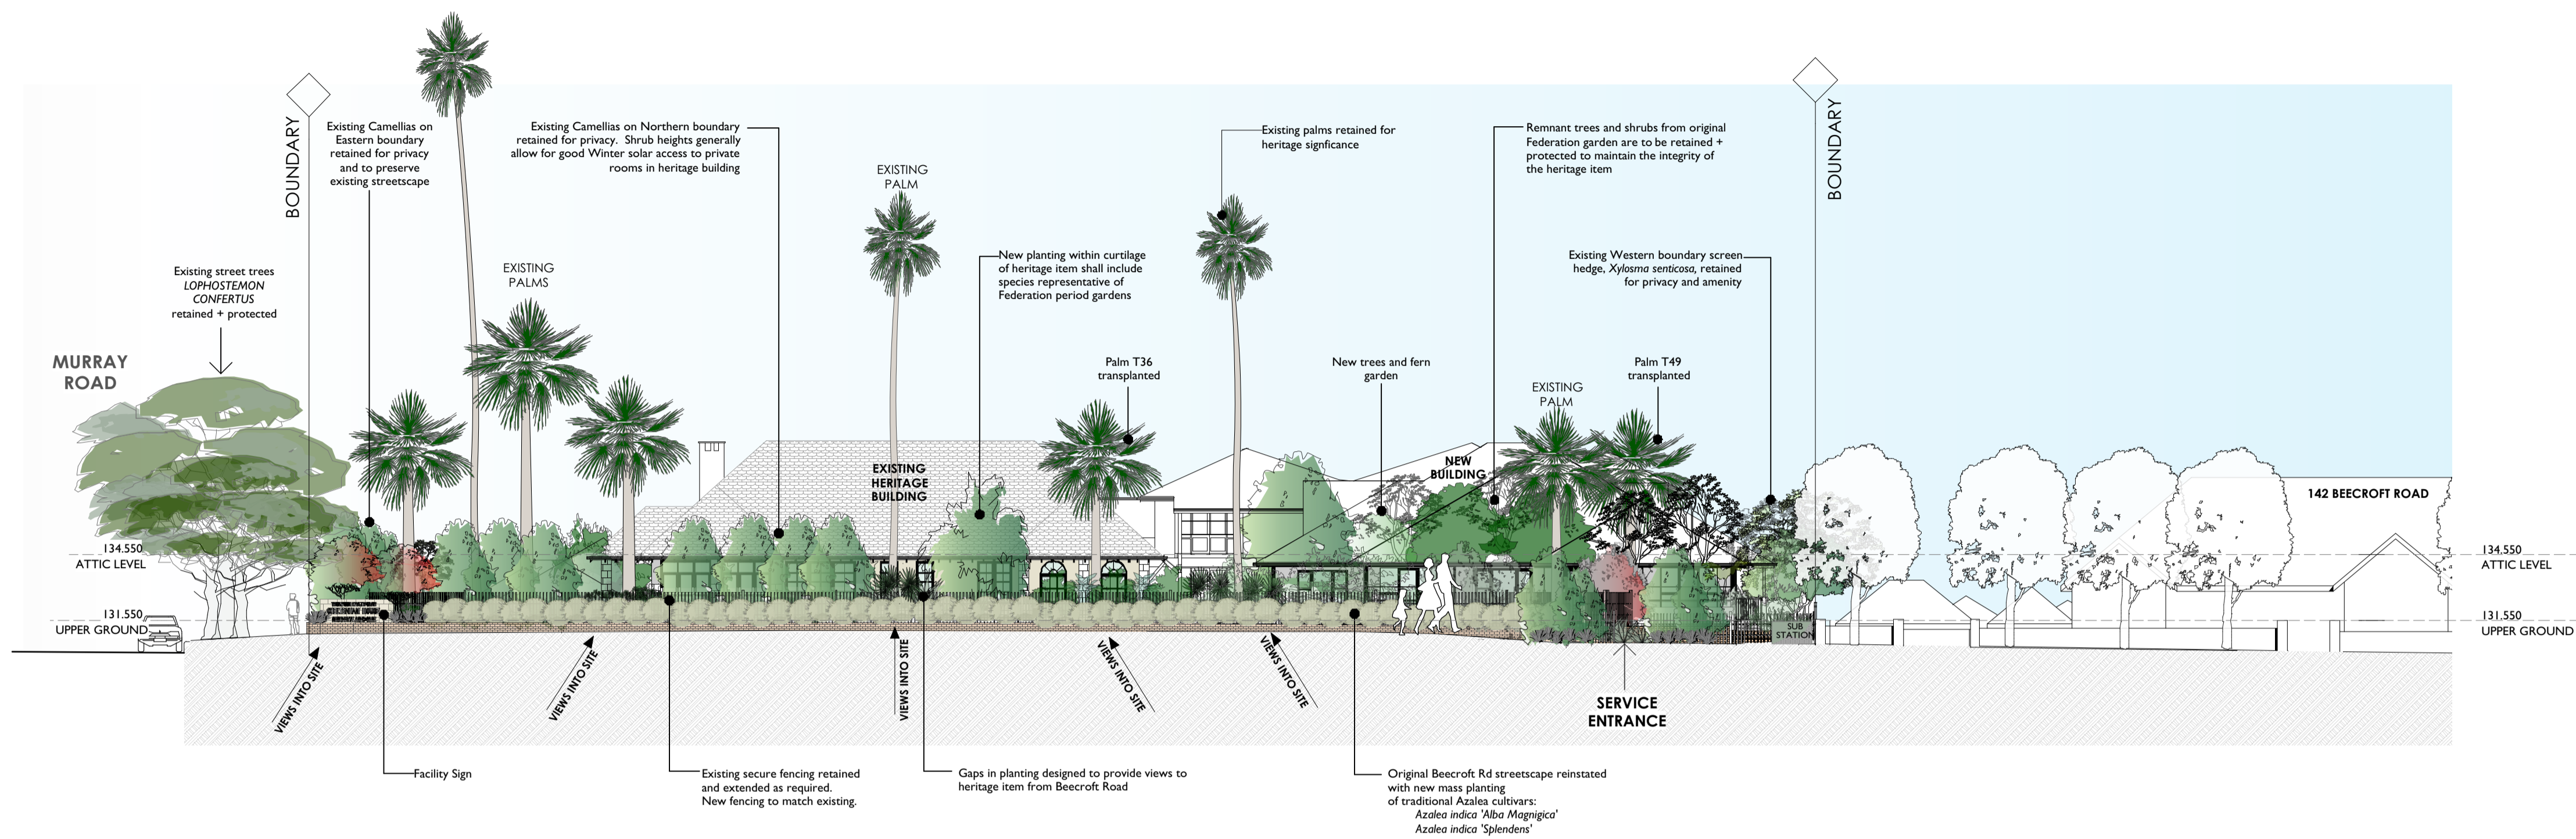 BOUNDARY
Existing Camellias on
Eastern boundary
retained for privacy
and to preserve
existing streetscape
Existing Camellias on Northern boundary
retained for privacy.  Shrub heights generally
allow for good Winter solar access to private
rooms in heritage building
EXISTING
PALM
Existing palms retained for
heritage signficance
Remnant trees and shrubs from original
Federation garden are to be retained +
protected to maintain the integrity of
the heritage item
BOUNDARY
Existing street trees
LOPHOSTEMON
CONFERTUS
retained + protected
EXISTING
PALMS
New planting within curtilage
of heritage item shall include
species representative of
Federation period gardens
Existing Western boundary screen
hedge, Xylosma senticosa, retained
for privacy and amenity
MURRAY
ROAD
Palm T36
transplanted
New trees and fern
garden
EXISTING
PALM
Palm T49
transplanted
EXISTING
HERITAGE
BUILDING
NEW
BUILDING
142 BEECROFT ROAD
134.550
ATTIC LEVEL
134.550
ATTIC LEVEL
131.550
UPPER GROUND
SUB
STATION
131.550
UPPER GROUND
VIEWS INTO SITE
VIEWS INTO SITE
VIEWS INTO SITE
VIEWS INTO SITE
VIEWS INTO SITE
SERVICE
ENTRANCE
Facility Sign
Existing secure fencing retained
and extended as required.
New fencing to match existing.
Gaps in planting designed to provide views to
heritage item from Beecroft Road
Original Beecroft Rd streetscape reinstated
with new mass planting
of traditional Azalea cultivars:
Azalea indica 'Alba Magnigica'
Azalea indica 'Splendens'